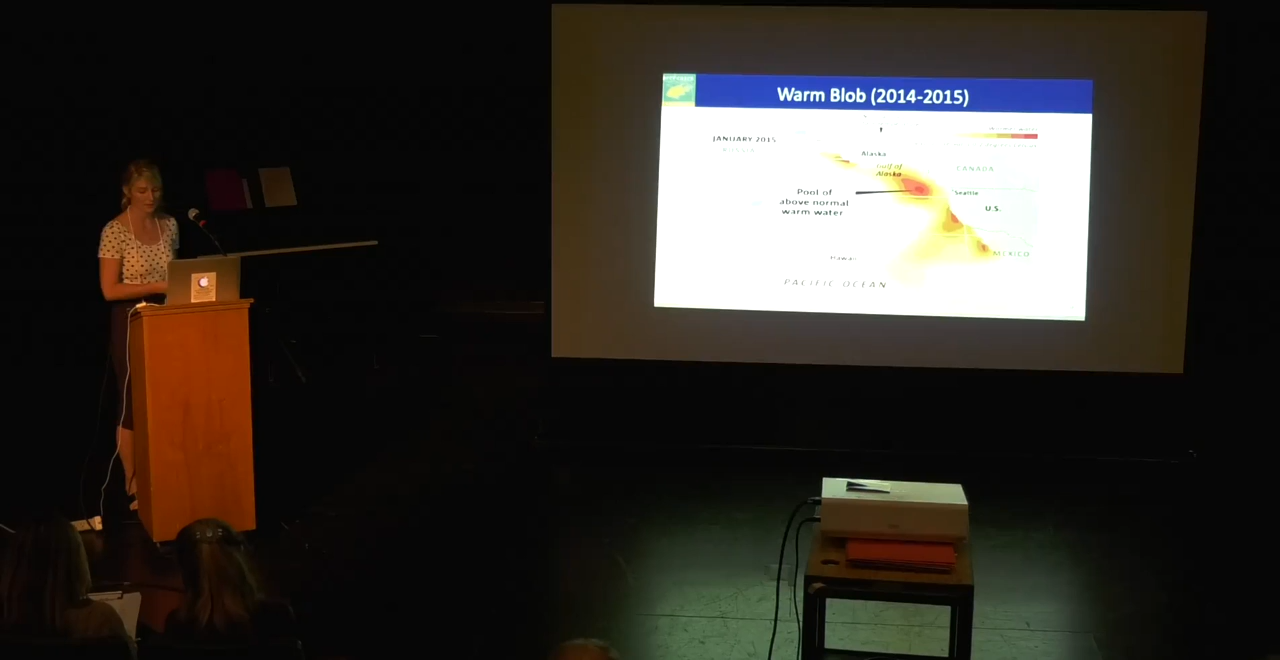 Warm Blob (2014-2015)
JANUARY 2015
RUSSIA
Alaska
Gulf of
Alaska
CANADA
Pool of
above normal
warm water
Seattle
U.S.
MEXICO
Hawaii
PACIFIC OCEAN